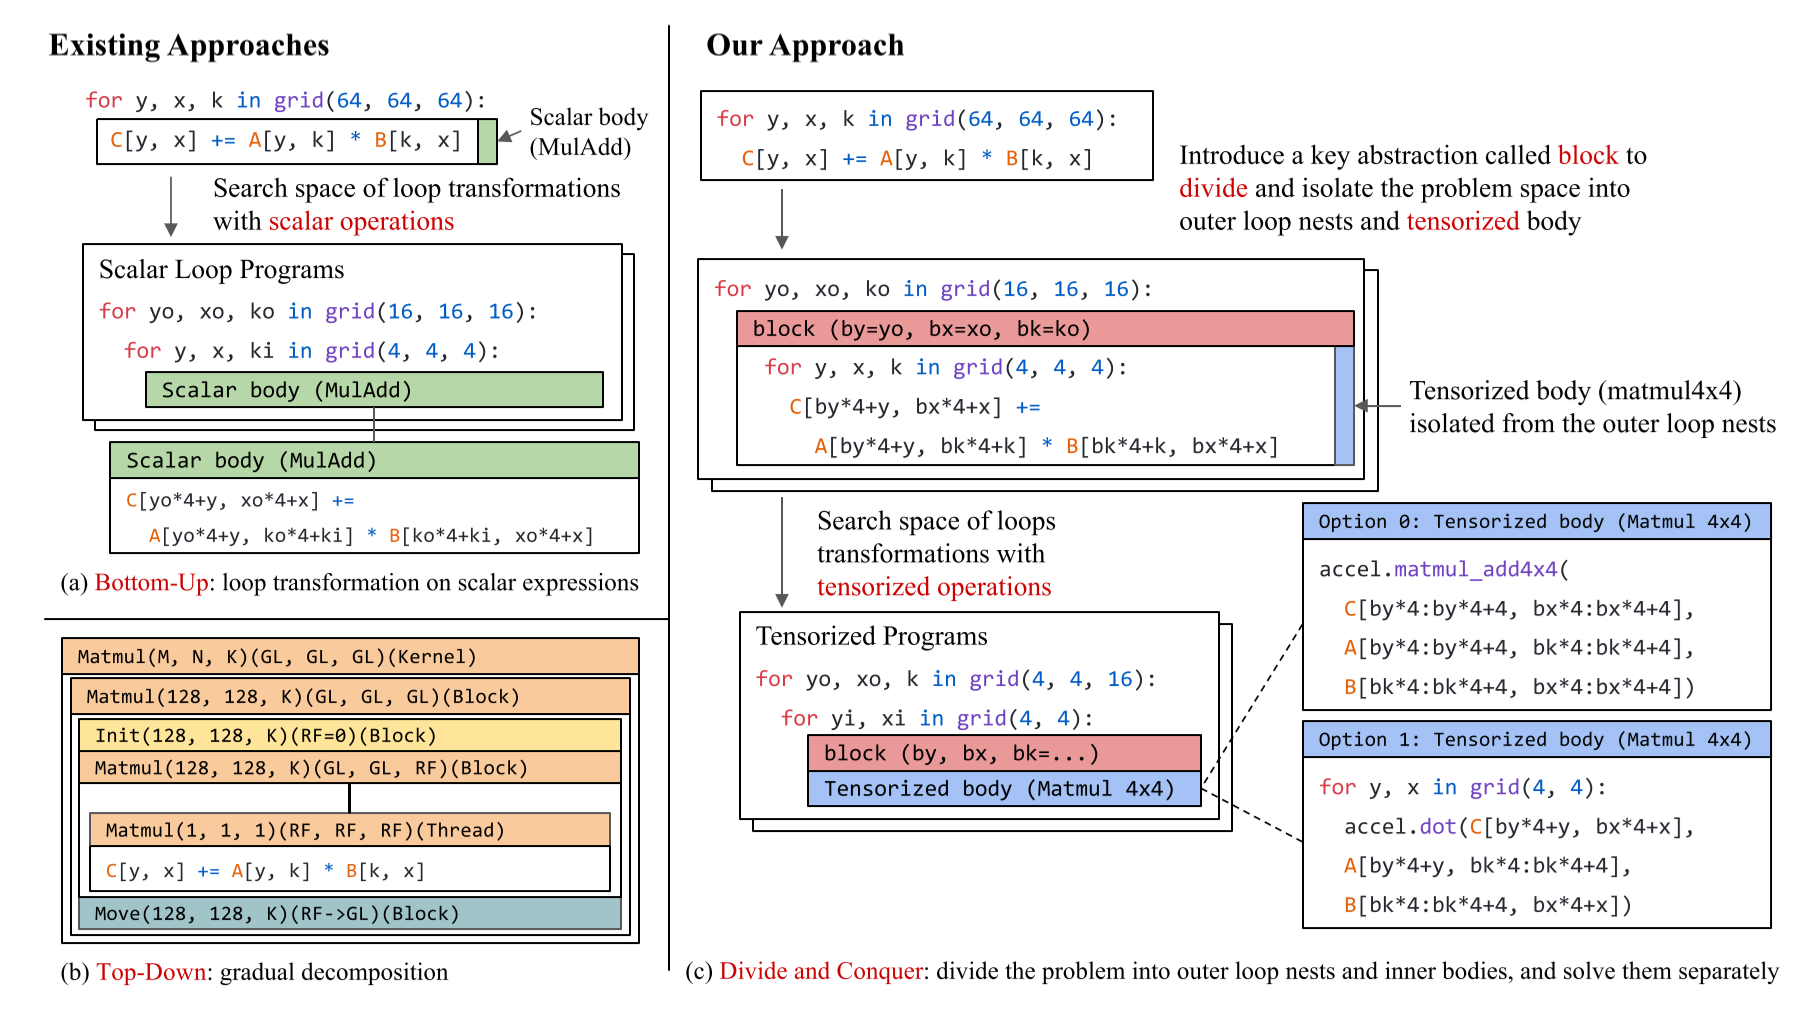 Existing Approaches
for y, x, k in grid(64, 64, 64):
C[y, x] += A[y, k] * B[k, x]
Scalar body
(MulAdd)
Search space of loop transformations
with scalar operations
Scalar Loop Programs
for yo, xo, ko in grid(16, 16, 16):
for y, x, ki in grid(4, 4, 4):
Scalar body (MulAdd)
Scalar body (MulAdd)
C[yo*4+y, xo*4+x] +=
A[yo*4+y, ko*4+ki] * B[ko*4+ki, xo*4+x]
(a) Bottom-Up: loop transformation on scalar expressions
Matmul(M, N, K)(GL, GL, GL)(Kernel)
Matmul(128, 128, K)(GL, GL, GL)(Block)
Init(128, 128, K)(RF=0)(Block)
Matmul(128, 128, K)(GL, GL, RF)(Block)
Matmul(1, 1, 1)(RF, RF, RF)(Thread)
C[y, x] += A[y, k] * B[k, x]
Move(128, 128, K)(RF->GL)(Block)
(b) Top-Down: gradual decomposition
Our Approach
for y, x, k in grid(64, 64, 64):
C[y, x] += A[y, k] * B[k, x]
Introduce a key abstraction called block to
divide and isolate the problem space into
outer loop nests and tensorized body
for yo, xo, ko in grid(16, 16, 16):
block (by=yo, bx=xo, bk=ko)
for y, x, k in grid(4, 4, 4):
C[by*4+y, bx*4+x] +=
A[by*4+y, bk*4+k] * B[bk*4+k, bx*4+x]
Tensorized body (matmul4x4)
isolated from the outer loop nests
Search space of loops
transformations with
tensorized operations
Tensorized Programs
for yo, xo, k in grid(4, 4, 16):
for yi, xi in grid(4, 4):
block (by, bx, bk=...)
Tensorized body (Matmul 4x4)
Option 0: Tensorized body (Matmul 4x4)
accel.matmul_add4x4(
C[by*4:by*4+4, bx*4:bx*4+4],
A[by*4:by*4+4, bk*4:bk*4+4],
B[bk*4:bk*4+4, bx*4:bx*4+4])
Option 1: Tensorized body (Matmul 4x4)
for y, x in grid(4, 4):
accel.dot(C[by*4+y, bx*4+x],
A[by*4+y, bk*4:bk*4+4],
B[bk*4:bk*4+4, bx*4+x])
(c) Divide and Conquer: divide the problem into outer loop nests and inner bodies, and solve them separately